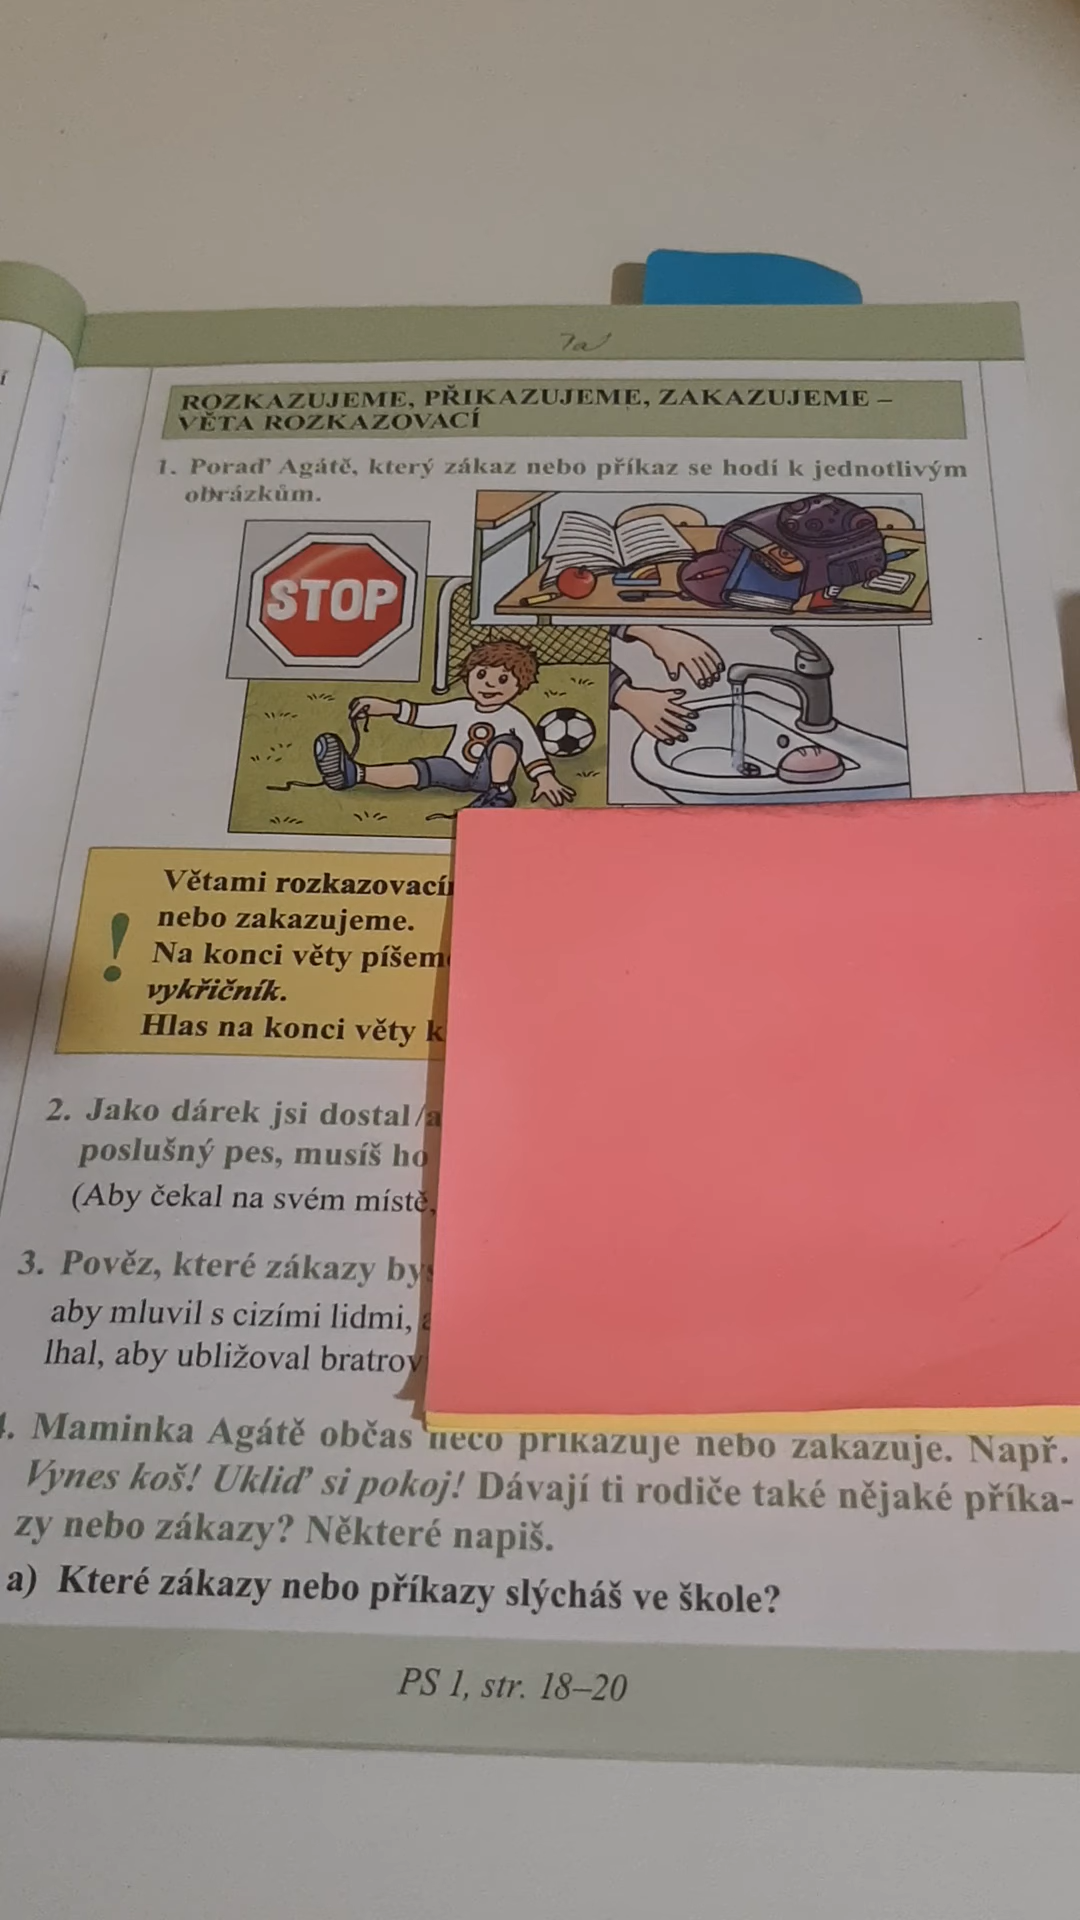 ROZKAZUJEME, PŘIKAZUJEME, ZAKAZUJEME –
VĚTA ROZKAZOVACÍ
1. Poraď Agátě, který zákaz nebo příkaz se hodí k jednotlivým
obrázkům.
STOP
8
! Větami rozkazovací
nebo zakazujeme.
Na konci věty píšeme
vykřičník.
Hlas na konci věty k
2. Jako dárek jsi dostal/a
poslušný pes, musíš ho
(Aby čekal na svém místě,
3. Pověz, které zákazy bys
aby mluvil s cizími lidmi,
lhal, aby ubližoval bratrov
4. Maminka Agátě občas něco přikazuje nebo zakazuje. Např.
Vynes koš! Ukliď si pokoj! Dávají ti rodiče také nějaké příka-
zy nebo zákazy? Některé napiš.
a) Které zákazy nebo příkazy slýcháš ve škole?
PS 1, str. 18–20